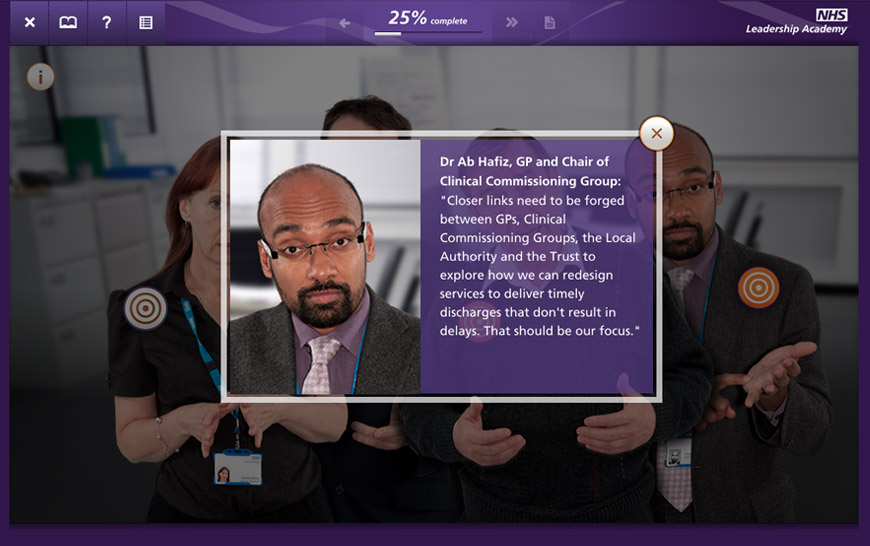 25% complete
NHS
Leadership Academy
Dr Ab Hafiz, GP and Chair of
Clinical Commissioning Group:
"Closer links need to be forged
between GPs, Clinical
Commissioning Groups, the Local
Authority and the Trust to
explore how we can redesign
services to deliver timely
discharges that don't result in
delays. That should be our focus."